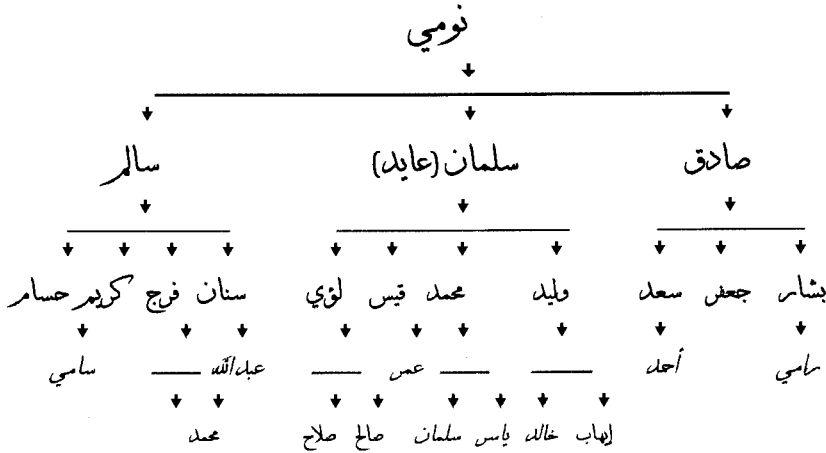 نومي
صادق سلمان (عايد) سالم
بشار جعفر سعد وليد محمد قيس لؤي سنان فرج كريم حسام
رامي أحمد عمر عبدالله سامي
إيهاب خالد ياسر سلمان صالح صلاح محمد